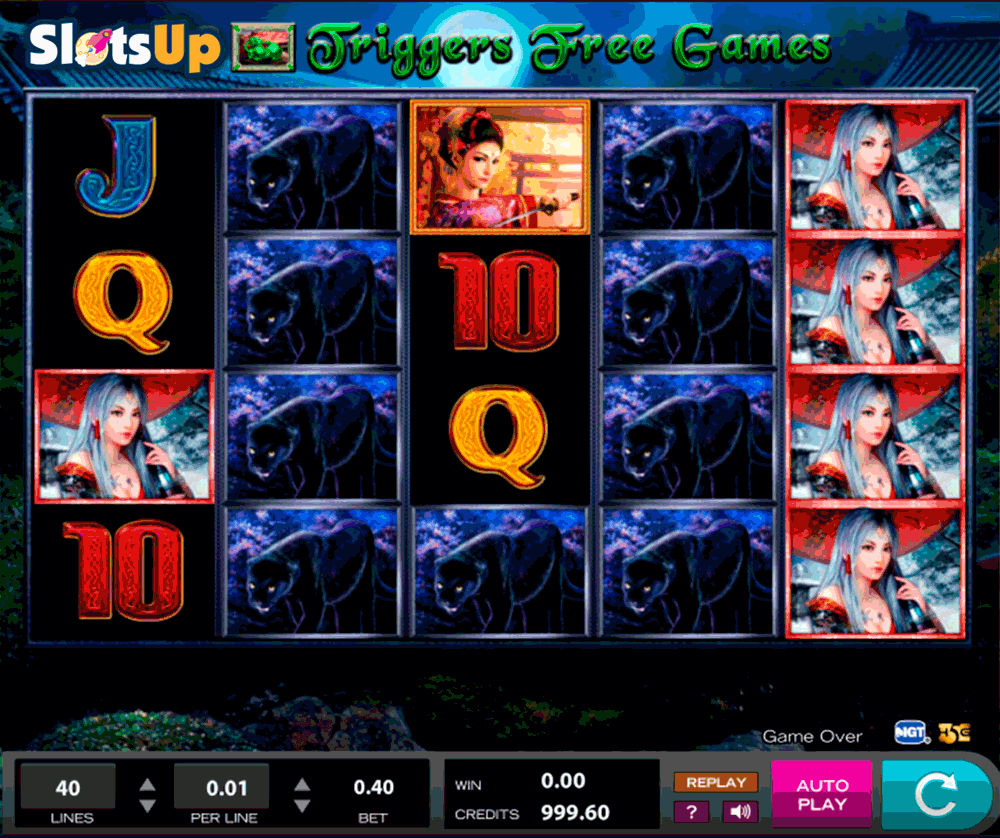 SlotsUp
Triggers Free Games
J
Q
10
10
Q
Game Over
IGT
40
0.01
0.40
WIN
0.00
REPLAY
AUTO
PLAY
LINES
PER LINE
BET
CREDITS
999.60
?